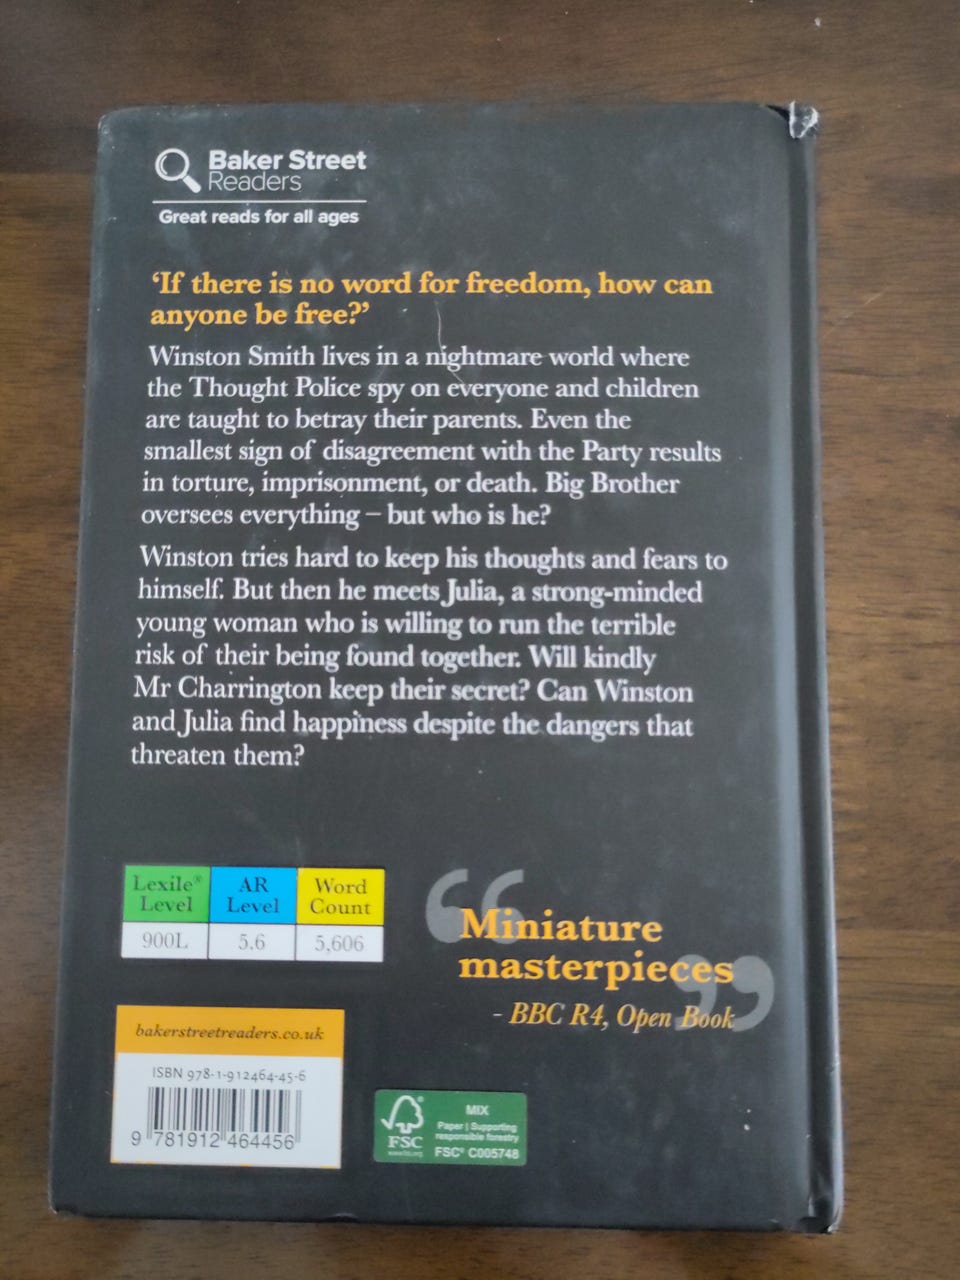 Baker Street
Readers
Great reads for all ages
‘If there is no word for freedom, how can
anyone be free?’
Winston Smith lives in a nightmare world where
the Thought Police spy on everyone and children
are taught to betray their parents. Even the
smallest sign of disagreement with the Party results
in torture, imprisonment, or death. Big Brother
oversees everything – but who is he?
Winston tries hard to keep his thoughts and fears to
himself. But then he meets Julia, a strong-minded
young woman who is willing to run the terrible
risk of their being found together. Will kindly
Mr Charrington keep their secret? Can Winston
and Julia find happiness despite the dangers that
threaten them?
Lexile® Level
AR Level
Word Count
900L
5.6
5,606
“Miniature
masterpieces”
- BBC R4, Open Book
bakerstreetreaders.co.uk
ISBN 978-1-912464-45-6
9 781912 464456
FSC
www.fsc.org
MIX
Paper | Supporting
responsible forestry
FSC® C005748